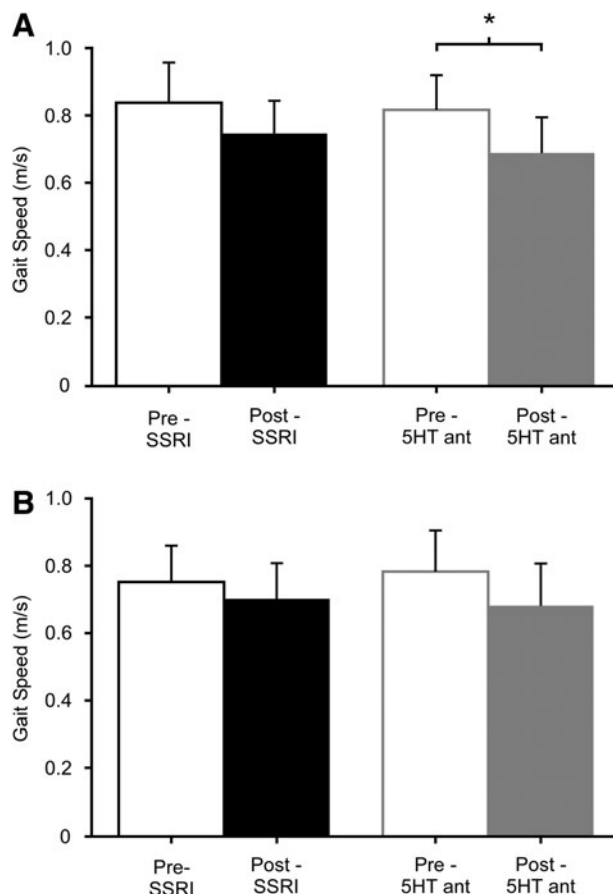 A
*
1.0
0.8
0.6
0.4
0.2
0
Gait Speed (m/s)
Pre -
SSRI
Post -
SSRI
Pre -
5HT ant
Post -
5HT ant
B
1.0
0.8
0.6
0.4
0.2
0
Gait Speed (m/s)
Pre-
SSRI
Post -
SSRI
Pre -
5HT ant
Post -
5HT ant